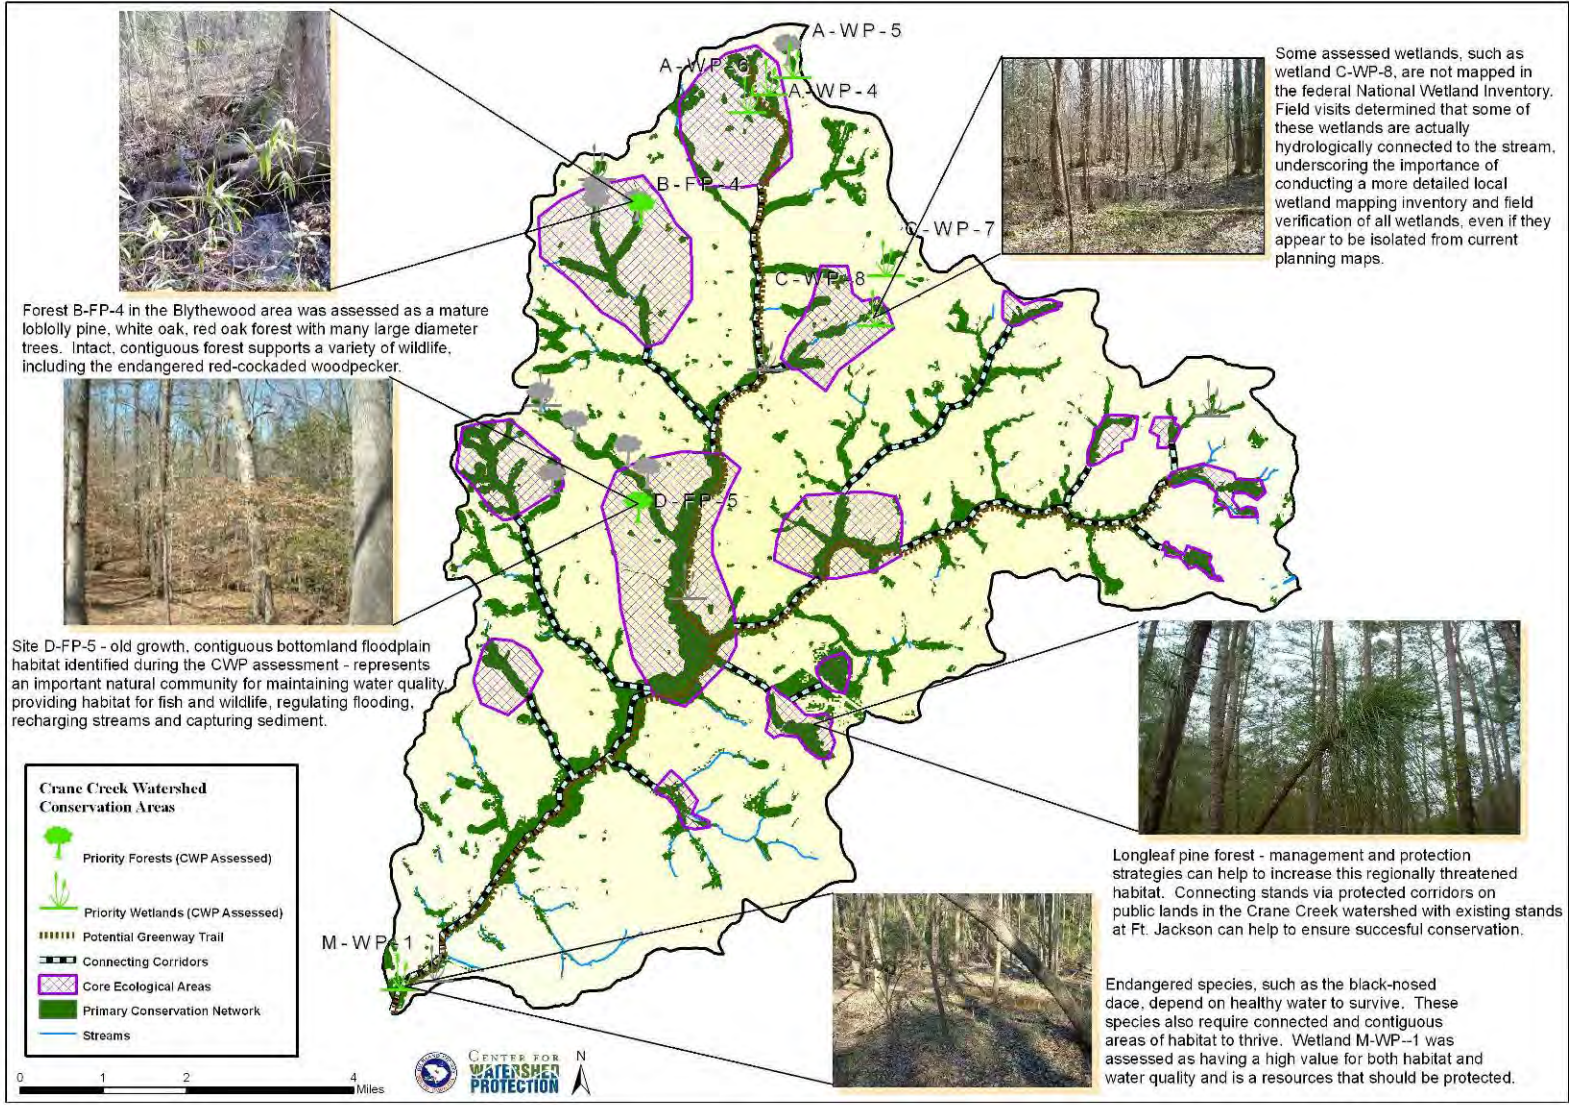 A-WP-5
A-WP-6
A-WP-4
B-FP-4
C-WP-7
C-WP-8
D-FP-5
M-WP-1
Some assessed wetlands, such as
wetland C-WP-8, are not mapped in
the federal National Wetland Inventory.
Field visits determined that some of
these wetlands are actually
hydrologically connected to the stream,
underscoring the importance of
conducting a more detailed local
wetland mapping inventory and field
verification of all wetlands, even if they
appear to be isolated from current
planning maps.
Forest B-FP-4 in the Blythewood area was assessed as a mature
loblolly pine, white oak, red oak forest with many large diameter
trees. Intact, contiguous forest supports a variety of wildlife,
including the endangered red-cockaded woodpecker.
Site D-FP-5 - old growth, contiguous bottomland floodplain
habitat identified during the CWP assessment - represents
an important natural community for maintaining water quality,
providing habitat for fish and wildlife, regulating flooding,
recharging streams and capturing sediment.
Crane Creek Watershed
Conservation Areas
Priority Forests (CWP Assessed)
Priority Wetlands (CWP Assessed)
Potential Greenway Trail
Connecting Corridors
Core Ecological Areas
Primary Conservation Network
Streams
Longleaf pine forest - management and protection
strategies can help to increase this regionally threatened
habitat. Connecting stands via protected corridors on
public lands in the Crane Creek watershed with existing stands
at Ft. Jackson can help to ensure succesful conservation.
Endangered species, such as the black-nosed
dace, depend on healthy water to survive. These
species also require connected and contiguous
areas of habitat to thrive. Wetland M-WP--1 was
assessed as having a high value for both habitat and
water quality and is a resources that should be protected.
0 1 2 4
Miles
CENTER FOR
WATERSHED
PROTECTION
N